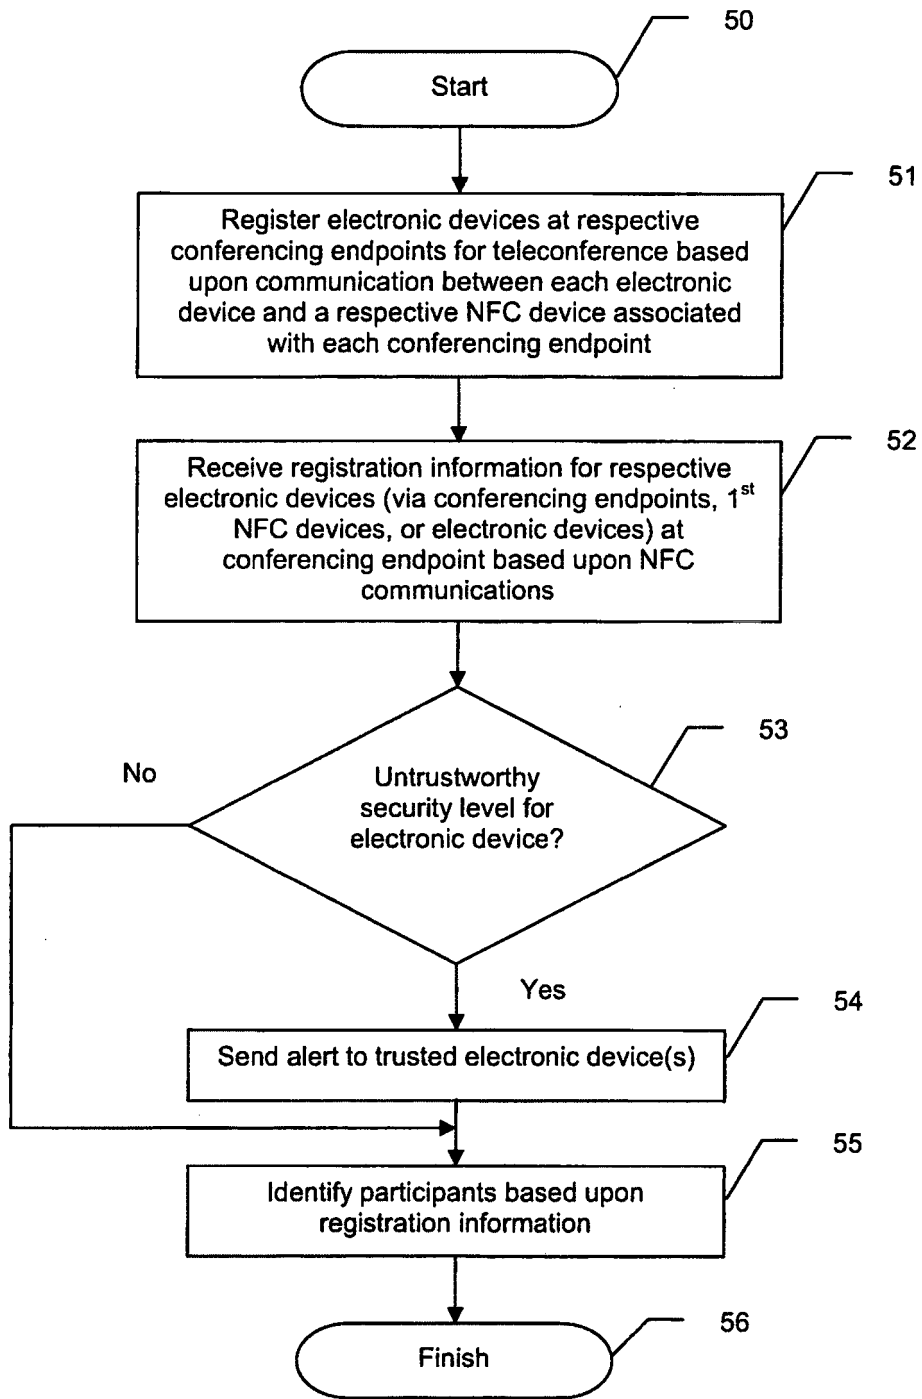 50
Start
51
Register electronic devices at respective
conferencing endpoints for teleconference based
upon communication between each electronic
device and a respective NFC device associated
with each conferencing endpoint
52
Receive registration information for respective
electronic devices (via conferencing endpoints, 1st
NFC devices, or electronic devices) at
conferencing endpoint based upon NFC
communications
53
No
Untrustworthy
security level for
electronic device?
Yes
54
Send alert to trusted electronic device(s)
55
Identify participants based upon
registration information
56
Finish